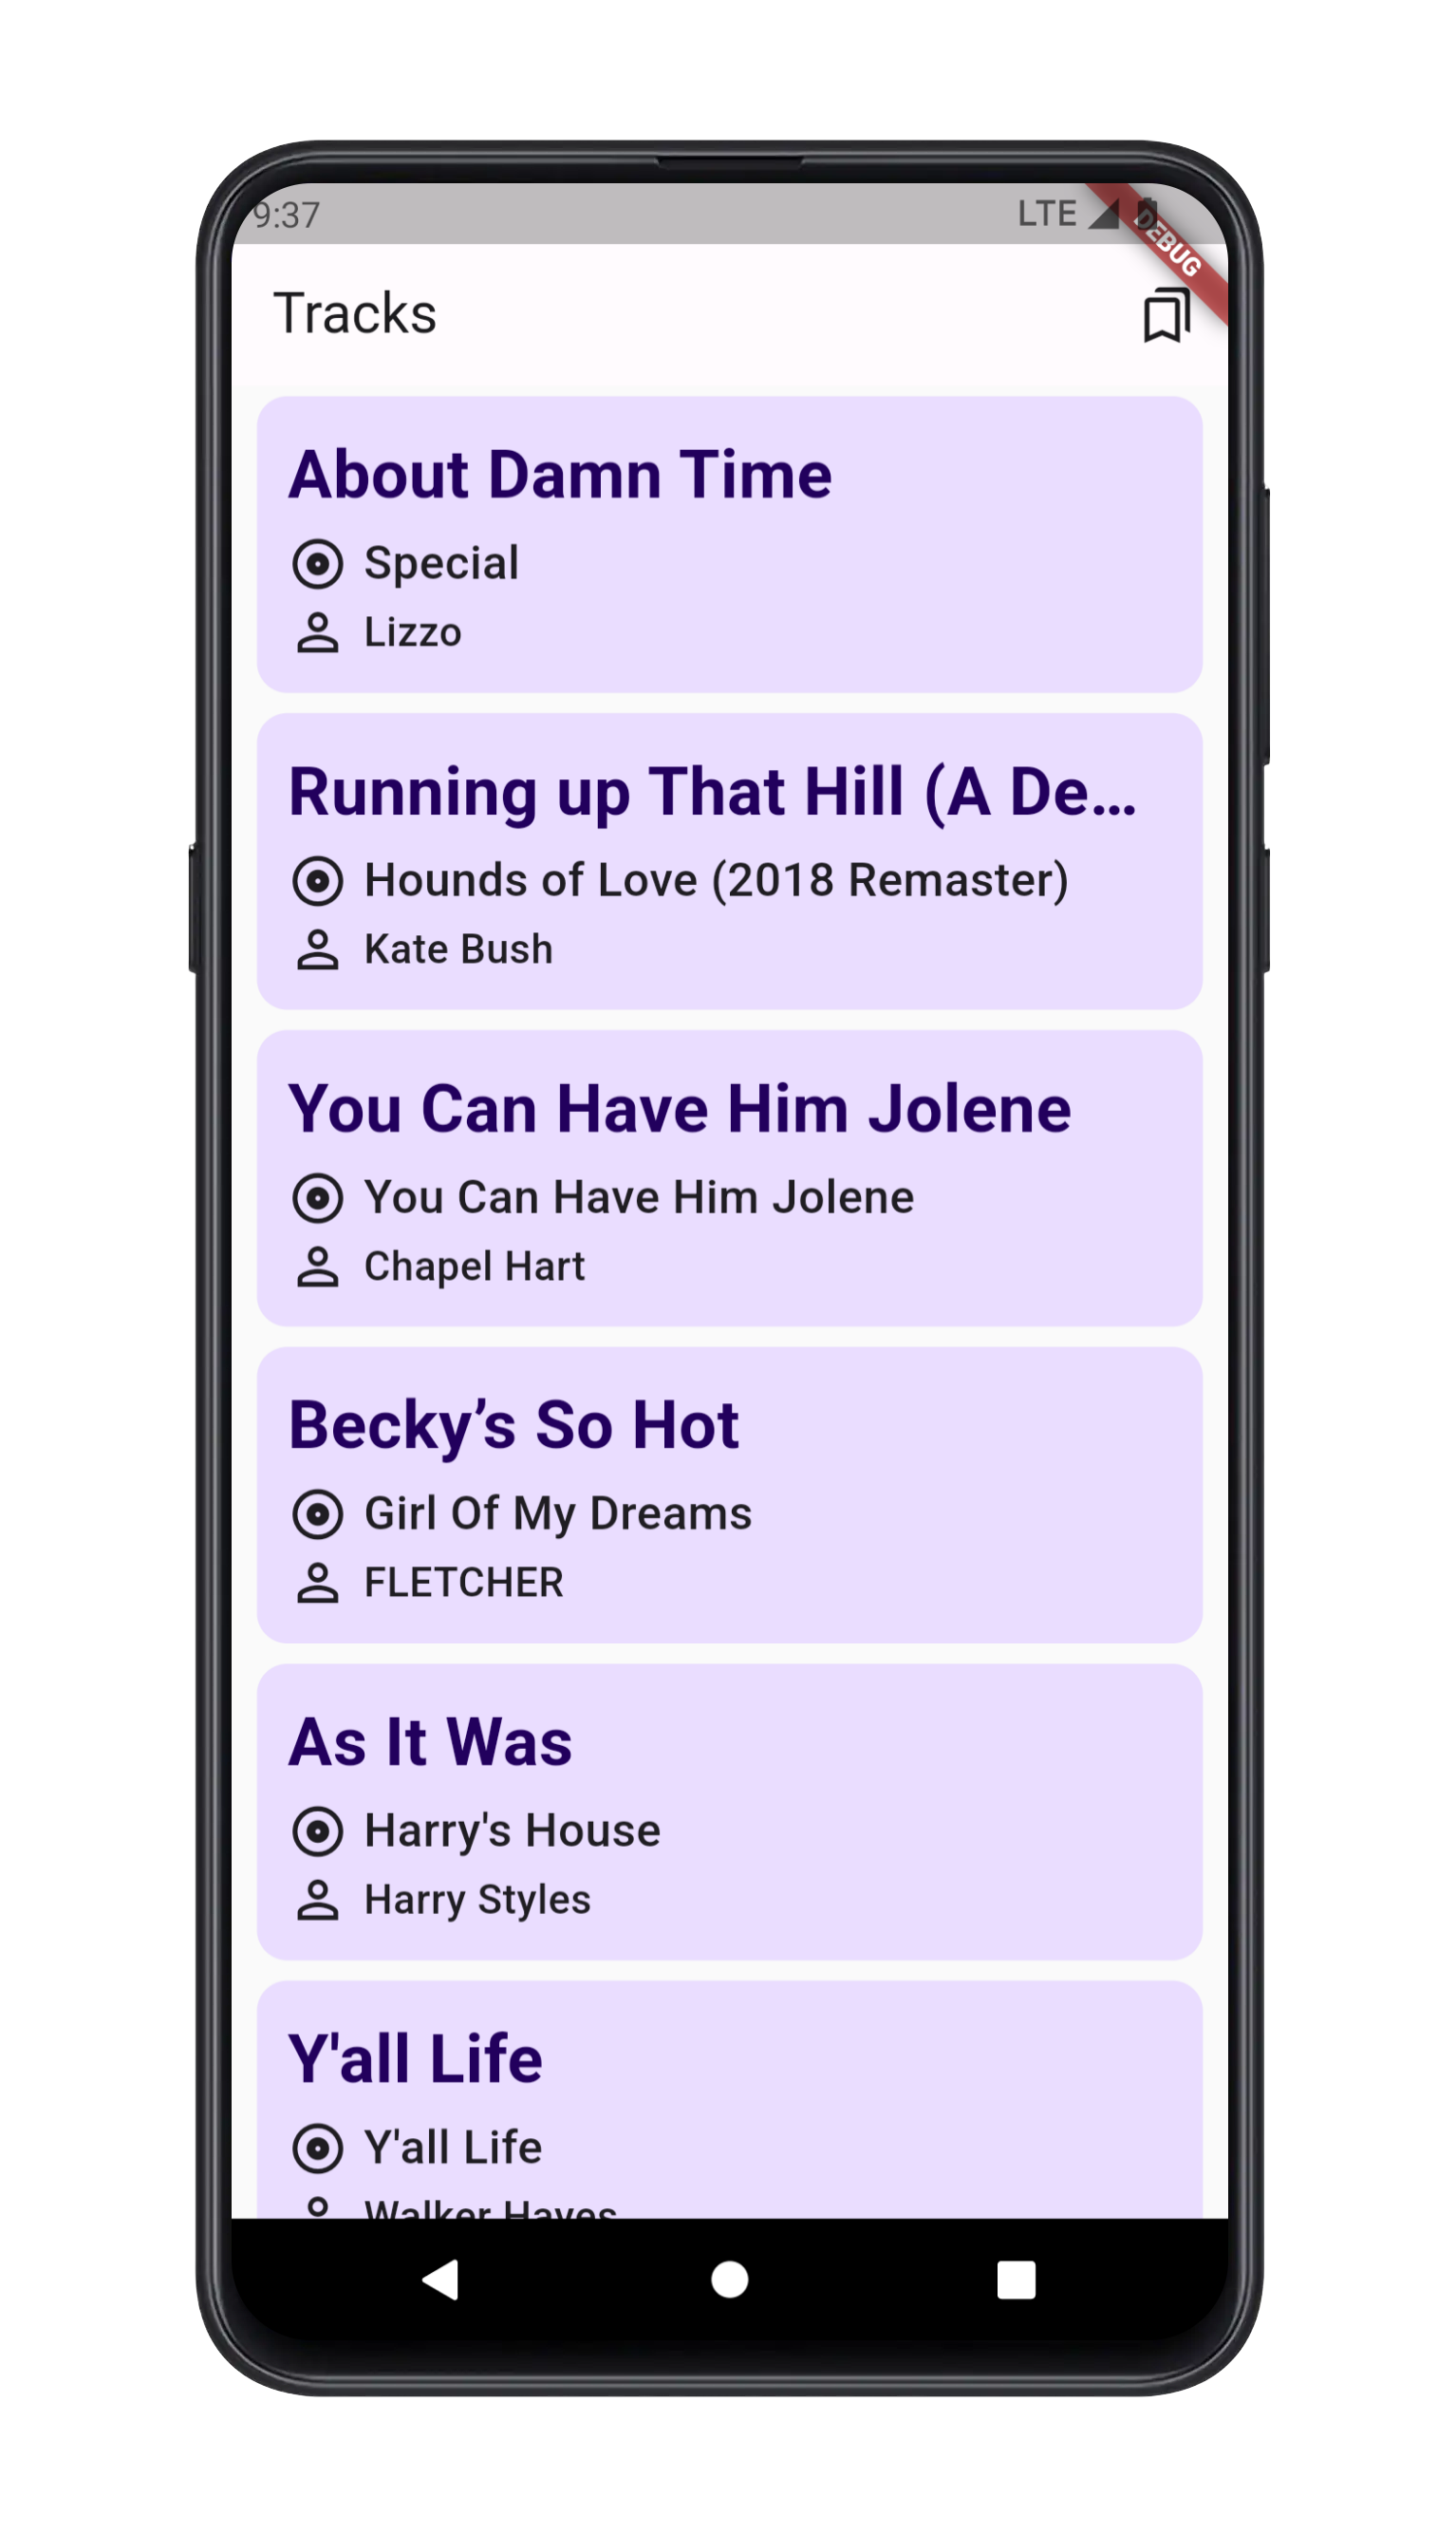 9:37 LTE
DEBUG
Tracks
About Damn Time
Special
Lizzo
Running up That Hill (A De...
Hounds of Love (2018 Remaster)
Kate Bush
You Can Have Him Jolene
You Can Have Him Jolene
Chapel Hart
Becky’s So Hot
Girl Of My Dreams
FLETCHER
As It Was
Harry's House
Harry Styles
Y'all Life
Y'all Life
Walker Hayes